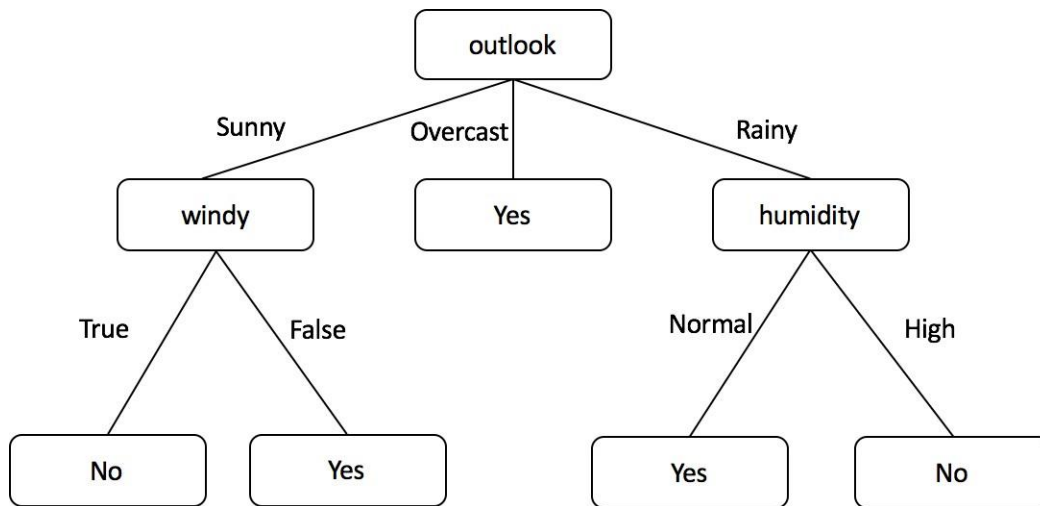 outlook
Sunny
Overcast
Rainy
windy
Yes
humidity
True
False
Normal
High
No
Yes
Yes
No